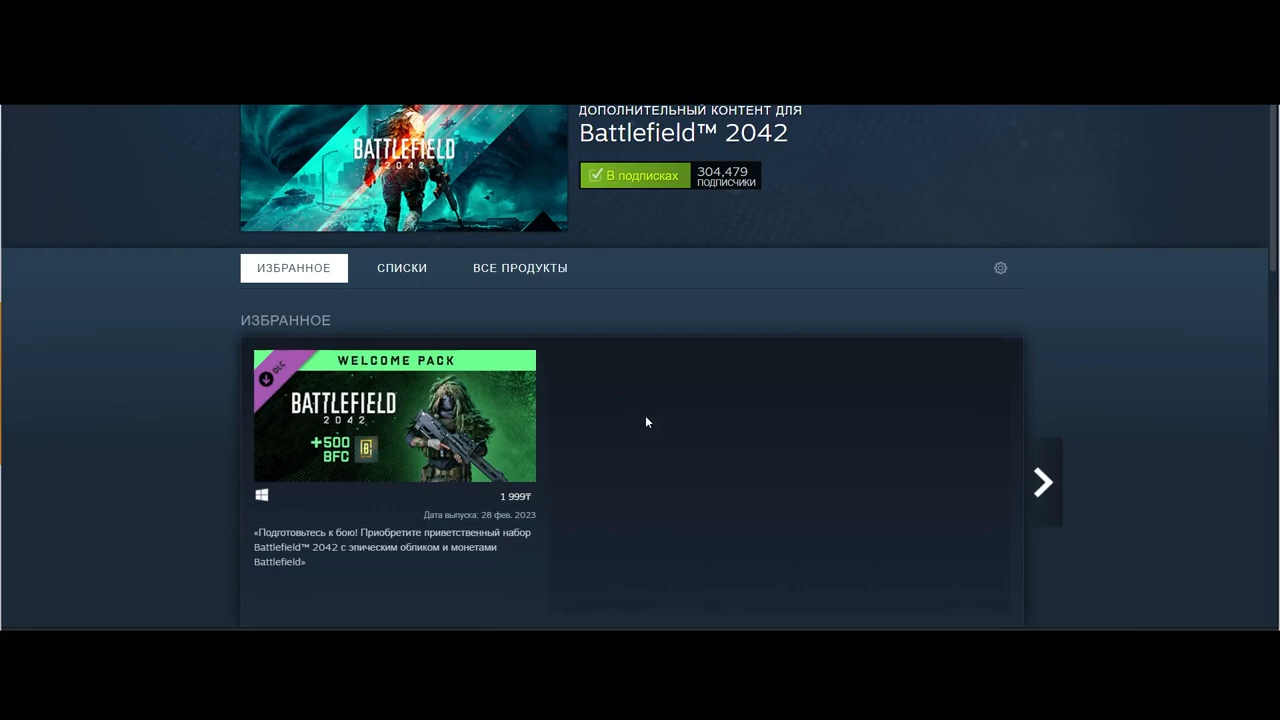 ДОПОЛНИТЕЛЬНЫЙ КОНТЕНТ ДЛЯ
Battlefield™ 2042
BATTLEFIELD
2042
В подписках
304,479
ПОДПИСЧИКИ
ИЗБРАННОЕ
СПИСКИ
ВСЕ ПРОДУКТЫ
ИЗБРАННОЕ
WELCOME PACK
DLC
BATTLEFIELD
2042
+500
BFC
1 999₸
Дата выпуска: 28 фев. 2023
«Подготовьтесь к бою! Приобретите приветственный набор
Battlefield™ 2042 с эпическим обликом и монетами
Battlefield»